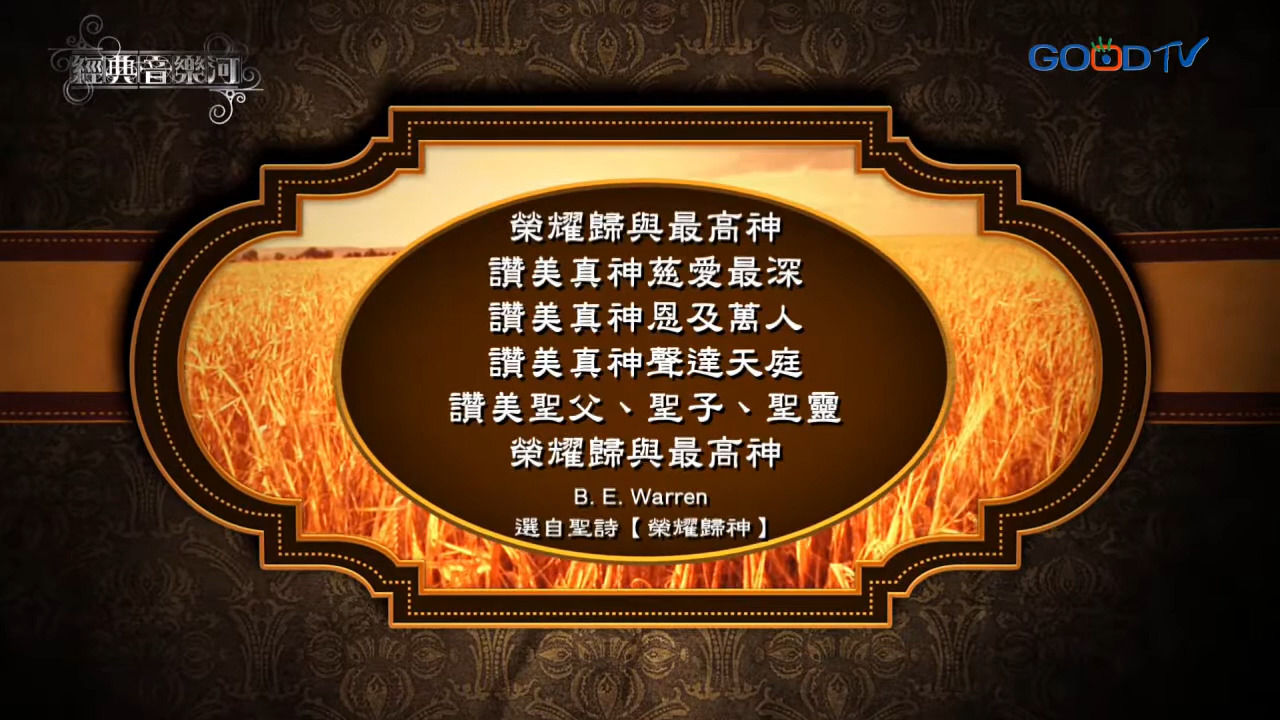 經典音樂河
GOODTV
榮耀歸與最高神
讚美真神慈愛最深
讚美真神恩及萬人
讚美真神聲達天庭
讚美聖父、聖子、聖靈
榮耀歸與最高神
B. E. Warren
選自聖詩【榮耀歸神】